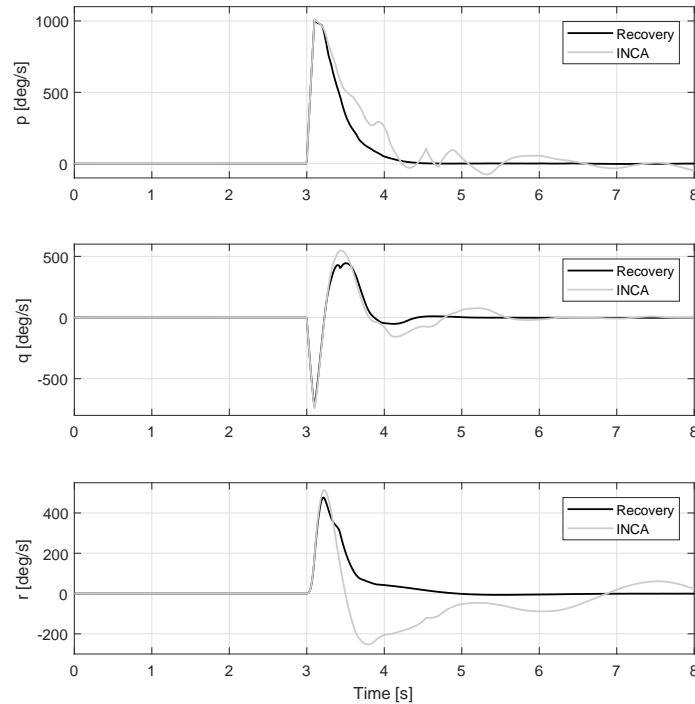 1000
500
0
p [deg/s]
Recovery
INCA
0 1 2 3 4 5 6 7 8
500
0
-500
q [deg/s]
Recovery
INCA
0 1 2 3 4 5 6 7 8
400
200
0
-200
r [deg/s]
Recovery
INCA
0 1 2 3 4 5 6 7 8
Time [s]